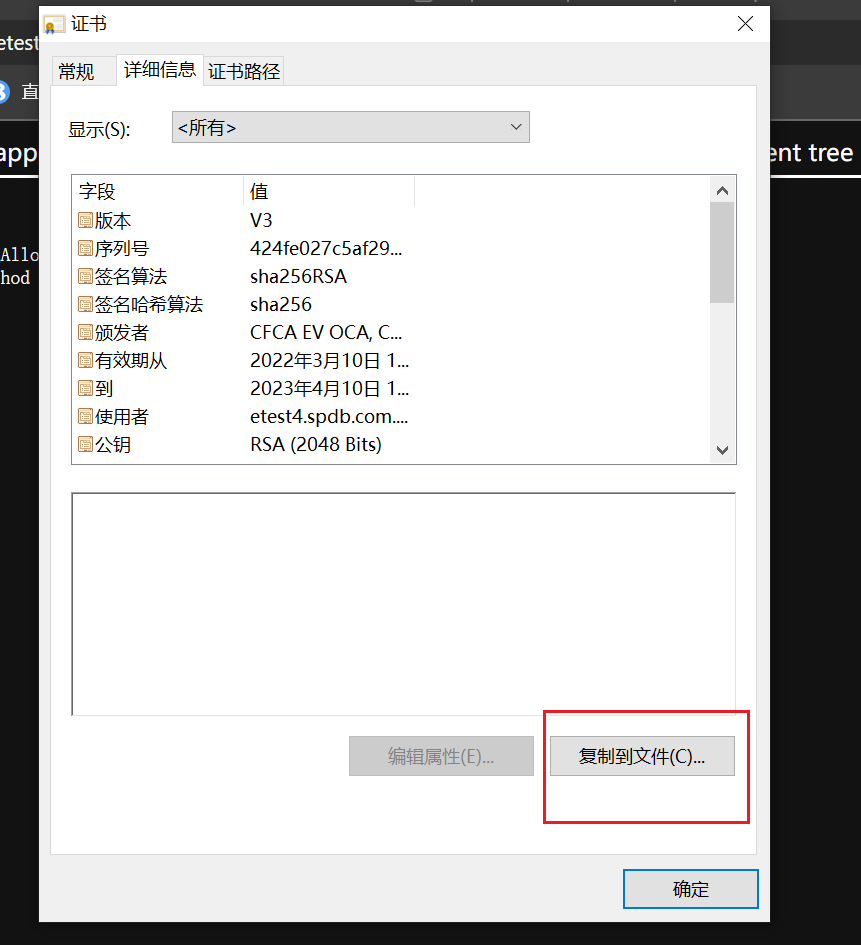 证书
etest
常规 详细信息 证书路径
直
显示(S): <所有>
app
ent tree
字段 值
版本 V3
序列号 424fe027c5af29...
Allo
签名算法 sha256RSA
hod
签名哈希算法 sha256
颁发者 CFCA EV OCA, C...
有效期从 2022年3月10日 1...
到 2023年4月10日 1...
使用者 etest4.spdb.com....
公钥 RSA (2048 Bits)
编辑属性(E)... 复制到文件(C)...
确定